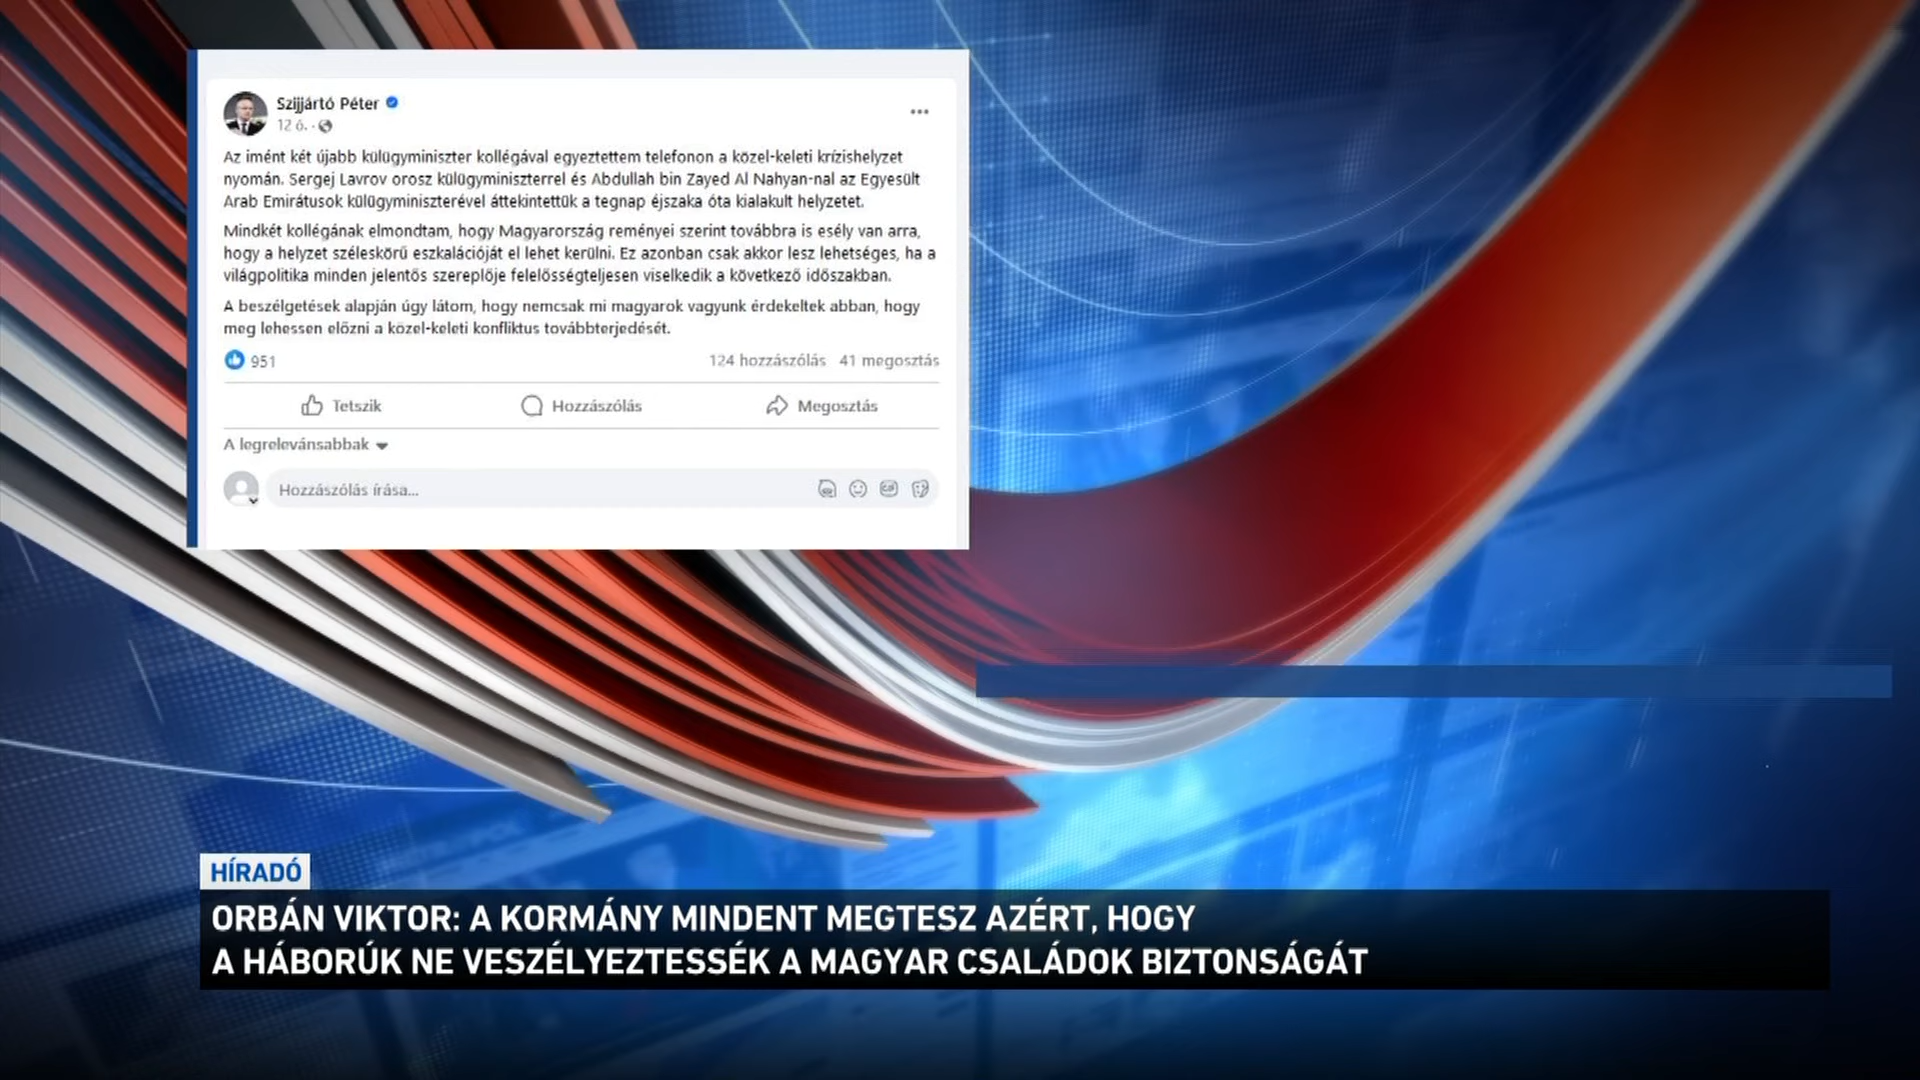 Szijjártó Péter
12 ó. ·
Az imént két újabb külügyminiszter kollégával egyeztettem telefonon a közel-keleti krízishelyzet
nyomán. Sergej Lavrov orosz külügyminiszterrel és Abdullah bin Zayed Al Nahyan-nal az Egyesült
Arab Emirátusok külügyminiszterével áttekintettük a tegnap éjszaka óta kialakult helyzetet.
Mindkét kollégának elmondtam, hogy Magyarország reményei szerint továbbra is esély van arra,
hogy a helyzet széleskörű eszkalációját el lehet kerülni. Ez azonban csak akkor lesz lehetséges, ha a
világpolitika minden jelentős szereplője felelősségteljesen viselkedik a következő időszakban.
A beszélgetések alapján úgy látom, hogy nemcsak mi magyarok vagyunk érdekeltek abban, hogy
meg lehessen előzni a közel-keleti konfliktus továbbterjedését.
951 124 hozzászólás 41 megosztás
Tetszik Hozzászólás Megosztás
A legrelevánsabbak
Hozzászólás írása...
HÍRADÓ
ORBÁN VIKTOR: A KORMÁNY MINDENT MEGTESZ AZÉRT, HOGY
A HÁBORÚK NE VESZÉLYEZTESSÉK A MAGYAR CSALÁDOK BIZTONSÁGÁT